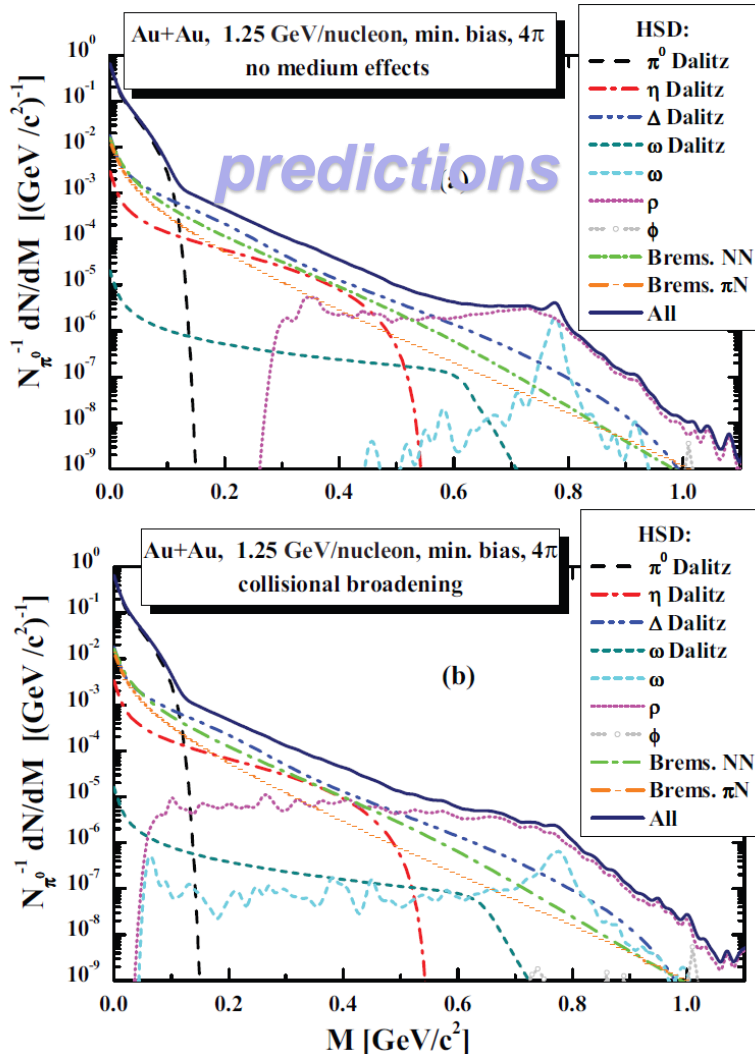 Au+Au, 1.25 GeV/nucleon, min. bias, 4π
no medium effects
predictions
(a)
HSD:
π⁰ Dalitz
η Dalitz
Δ Dalitz
ω Dalitz
ω
ρ
ϕ
Brems. NN
Brems. πN
All
N_π⁰⁻¹ dN/dM [(GeV /c²)⁻¹]
10⁰
10⁻¹
10⁻²
10⁻³
10⁻⁴
10⁻⁵
10⁻⁶
10⁻⁷
10⁻⁸
10⁻⁹
0.0 0.2 0.4 0.6 0.8 1.0
Au+Au, 1.25 GeV/nucleon, min. bias, 4π
collisional broadening
(b)
HSD:
π⁰ Dalitz
η Dalitz
Δ Dalitz
ω Dalitz
ω
ρ
ϕ
Brems. NN
Brems. πN
All
N_π⁰⁻¹ dN/dM [(GeV /c²)⁻¹]
10⁰
10⁻¹
10⁻²
10⁻³
10⁻⁴
10⁻⁵
10⁻⁶
10⁻⁷
10⁻⁸
10⁻⁹
0.0 0.2 0.4 0.6 0.8 1.0
M [GeV/c²]